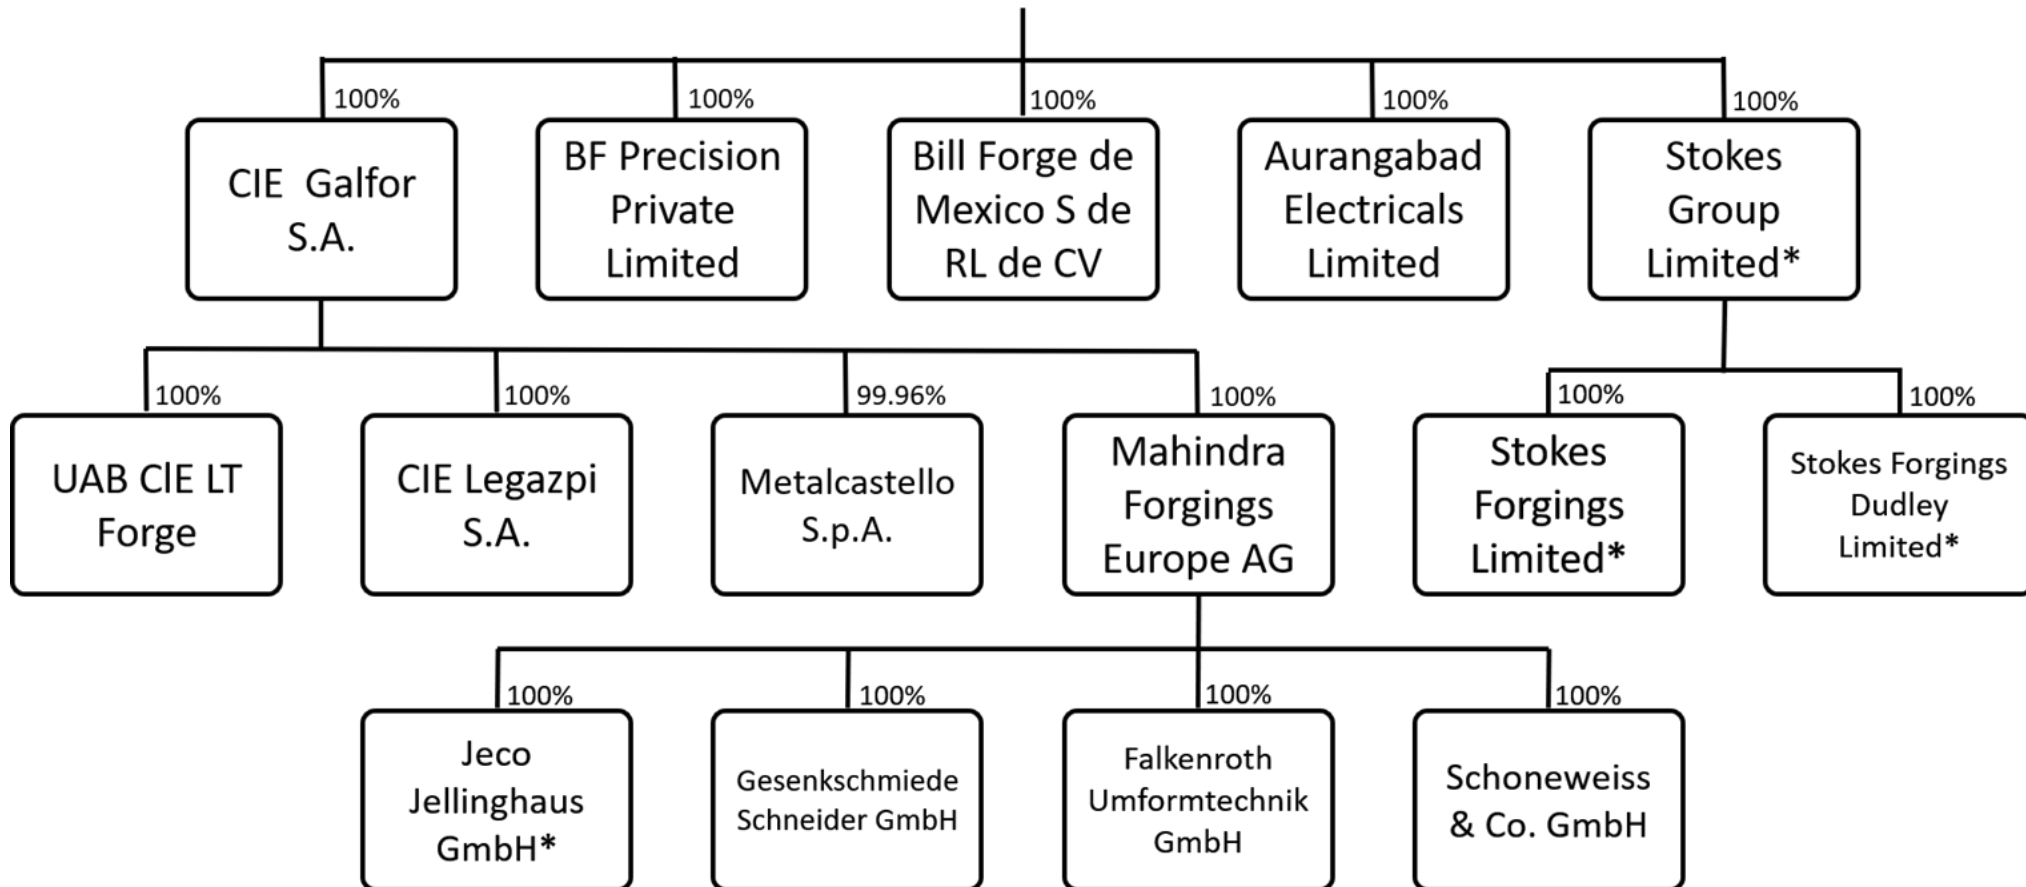 100%
100%
100%
100%
100%
CIE Galfor
S.A.
BF Precision
Private
Limited
Bill Forge de
Mexico S de
RL de CV
Aurangabad
Electricals
Limited
Stokes
Group
Limited*
100%
100%
99.96%
100%
100%
100%
UAB CIE LT
Forge
CIE Legazpi
S.A.
Metalcastello
S.p.A.
Mahindra
Forgings
Europe AG
Stokes
Forgings
Limited*
Stokes Forgings
Dudley
Limited*
100%
100%
100%
100%
Jeco
Jellinghaus
GmbH*
Gesenkschmiede
Schneider GmbH
Falkenroth
Umformtechnik
GmbH
Schoneweiss
& Co. GmbH